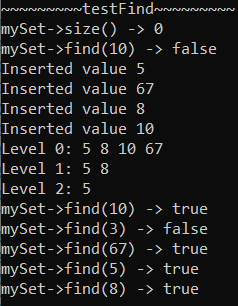 ~~~~~~~~~testFind~~~~~~~~~
mySet->size() -> 0
mySet->find(10) -> false
Inserted value 5
Inserted value 67
Inserted value 8
Inserted value 10
Level 0: 5 8 10 67
Level 1: 5 8
Level 2: 5
mySet->find(10) -> true
mySet->find(3) -> false
mySet->find(67) -> true
mySet->find(5) -> true
mySet->find(8) -> true